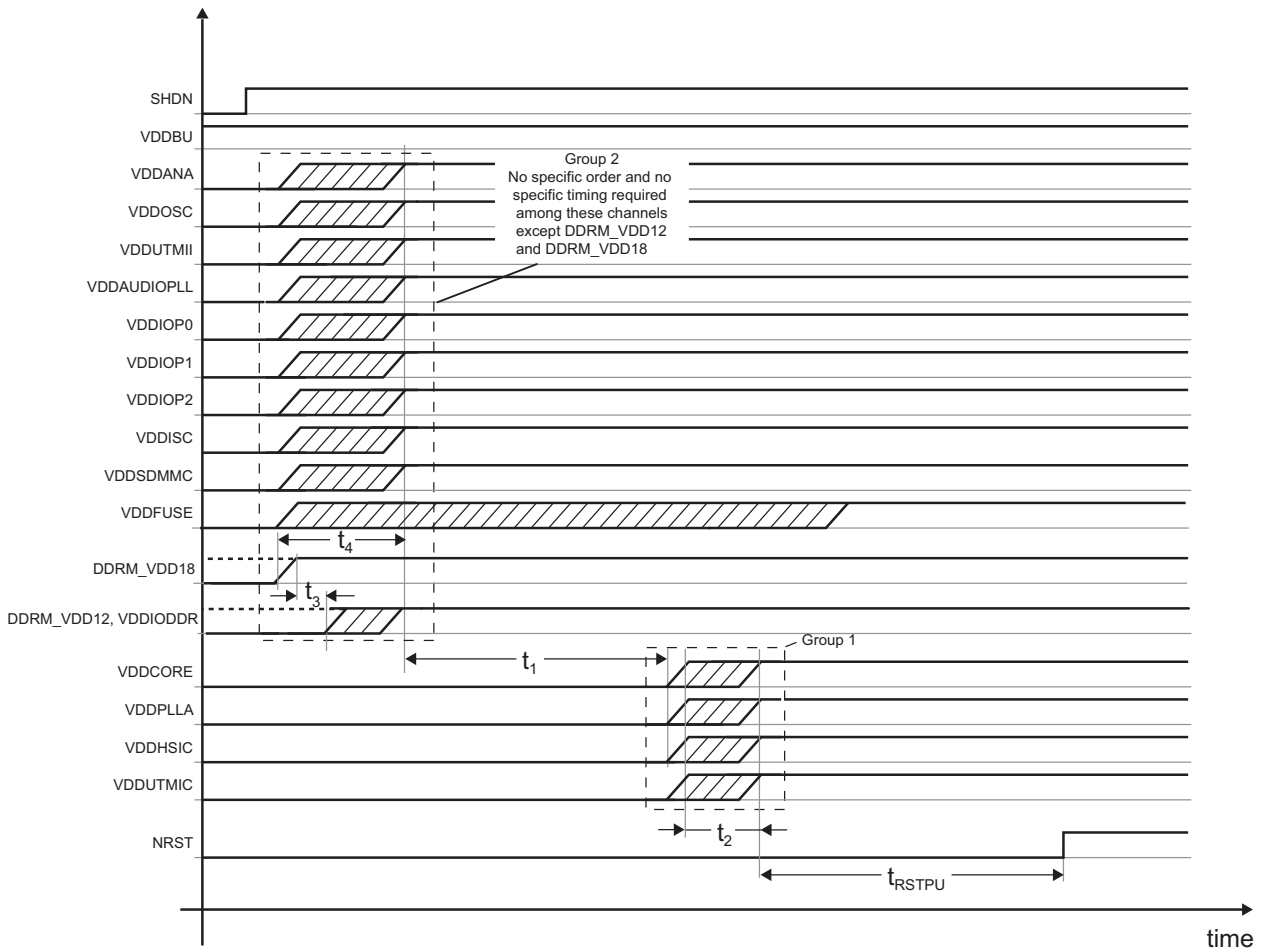 SHDN
VDDBU
Group 2
No specific order and no
specific timing required
among these channels
except DDRM_VDD12
and DDRM_VDD18
VDDANA
VDDOSC
VDDUTMII
VDDAUDIOPLL
VDDIOP0
VDDIOP1
VDDIOP2
VDDISC
VDDSDMMC
VDDFUSE
t4
DDRM_VDD18
t3
DDRM_VDD12, VDDIODDR
Group 1
t1
VDDCORE
VDDPLLA
VDDHSIC
VDDUTMIC
t2
NRST
tRSTPU
time